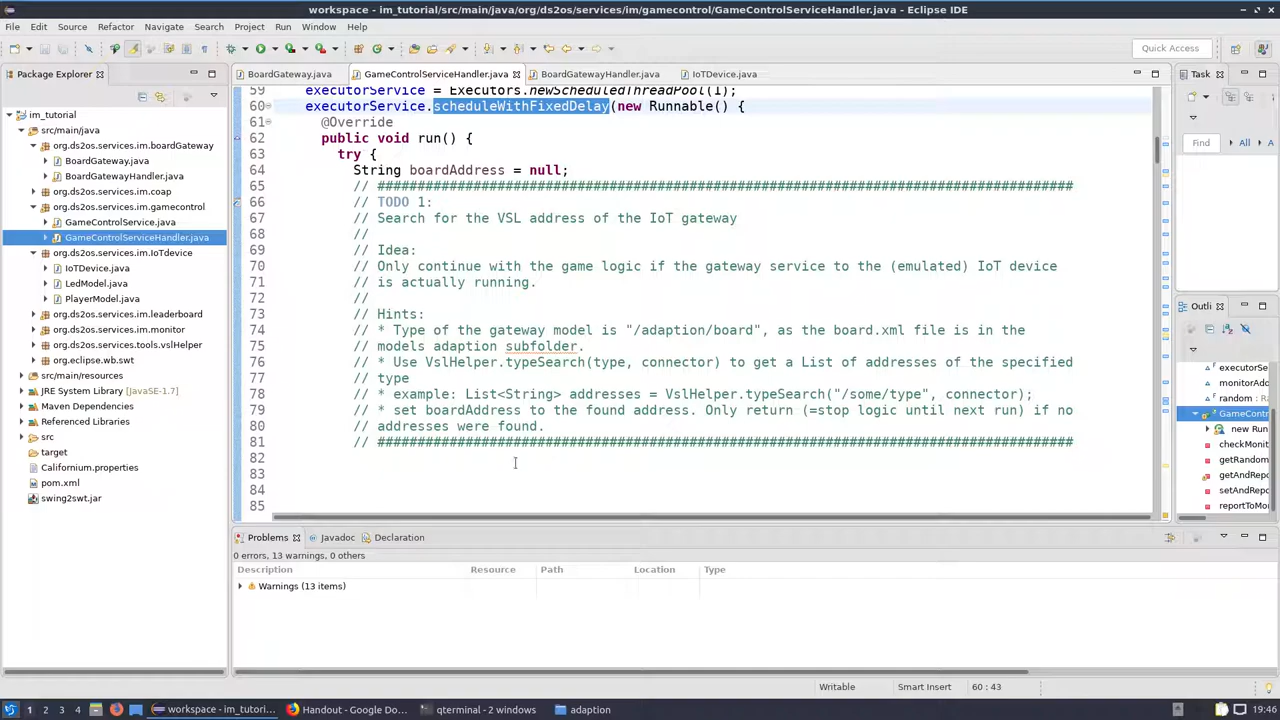 workspace - im_tutorial/src/main/java/org/ds2os/services/im/gamecontrol/GameControlServiceHandler.java - Eclipse IDE
File Edit Source Refactor Navigate Search Project Run Window Help
Quick Access
Package Explorer
BoardGateway.java
GameControlServiceHandler.java
BoardGatewayHandler.java
IoTDevice.java
Task
im_tutorial
src/main/java
org.ds2os.services.im.boardGateway
BoardGateway.java
BoardGatewayHandler.java
org.ds2os.services.im.coap
org.ds2os.services.im.gamecontrol
GameControlService.java
GameControlServiceHandler.java
org.ds2os.services.im.IoTdevice
IoTDevice.java
LedModel.java
PlayerModel.java
org.ds2os.services.im.leaderboard
org.ds2os.services.im.monitor
org.ds2os.services.tools.vslHelper
org.eclipse.wb.swt
src/main/resources
JRE System Library [JavaSE-1.7]
Maven Dependencies
Referenced Libraries
src
target
Californium.properties
pom.xml
swing2swt.jar
59 executorService = Executors.newScheduledThreadPool(1);
60 executorService.scheduleWithFixedDelay(new Runnable() {
61 @Override
62 public void run() {
63 try {
64 String boardAddress = null;
65 // #######################################################################################
66 // TODO 1:
67 // Search for the VSL address of the IoT gateway
68 //
69 // Idea:
70 // Only continue with the game logic if the gateway service to the (emulated) IoT device
71 // is actually running.
72 //
73 // Hints:
74 // * Type of the gateway model is "/adaption/board", as the board.xml file is in the
75 // models adaption subfolder.
76 // * Use VslHelper.typeSearch(type, connector) to get a List of addresses of the specified
77 // type
78 // * example: List<String> addresses = VslHelper.typeSearch("/some/type", connector);
79 // * set boardAddress to the found address. Only return (=stop logic until next run) if no
80 // addresses were found.
81 // #######################################################################################
82
83
84
85
Find All
Outli
executorSe
monitorAdd
random : Ra
GameContro
new Run
checkMonit
getRandom
getAndRepo
setAndRepo
reportToMo
Problems Javadoc Declaration
0 errors, 13 warnings, 0 others
Description Resource Path Location Type
Warnings (13 items)
Writable Smart Insert 60 : 43
1 2 3 4 workspace - im_tutori... Handout - Google Do... qterminal - 2 windows adaption 19:46